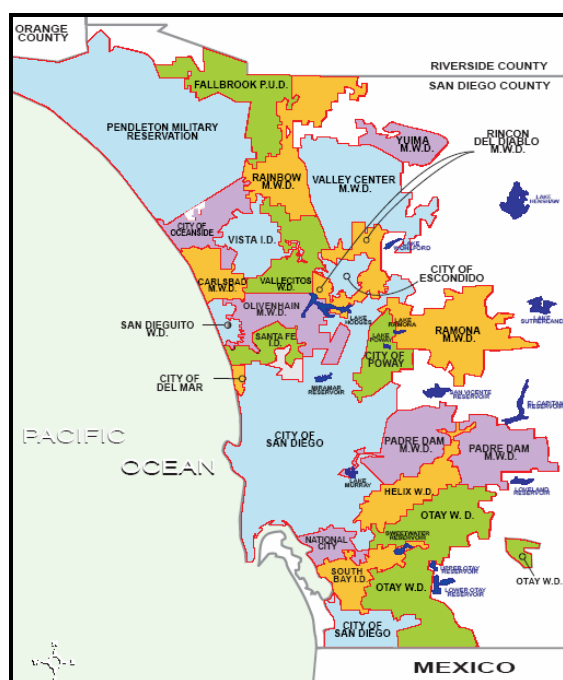 ORANGE
COUNTY
RIVERSIDE COUNTY
SAN DIEGO COUNTY
FALLBROOK P.U.D.
PENDLETON MILITARY
RESERVATION
YUIMA
M.W.D.
RINCON
DEL DIABLO
M.W.D.
RAINBOW
M.W.D.
VALLEY CENTER
M.W.D.
LAKE
HENSHAW
CITY OF
OCEANSIDE
VISTA I.D.
LAKE
WOHLFORD
CARLSBAD
M.W.D.
VALLECITOS
W.D.
CITY OF
ESCONDIDO
OLIVENHAIN
M.W.D.
LAKE
HODGES
LAKE
RAMONA
LAKE
SUTHERLAND
SAN DIEGUITO
W.D.
SANTA FE
I.D.
LAKE
POWAY
RAMONA
M.W.D.
CITY OF
POWAY
CITY OF
DEL MAR
MIRAMAR
RESERVOIR
SAN VICENTE
RESERVOIR
EL CAPITAN
RESERVOIR
PACIFIC
OCEAN
CITY OF
SAN DIEGO
PADRE DAM
M.W.D.
PADRE DAM
M.W.D.
LAKE
MURRAY
HELIX W.D.
LOVELAND
RESERVOIR
OTAY W. D.
NATIONAL
CITY
SWEETWATER
RESERVOIR
SOUTH
BAY I.D.
UPPER OTAY
RESERVOIR
OTAY W.D.
OTAY W.D.
LOWER OTAY
RESERVOIR
CITY OF
SAN DIEGO
MEXICO